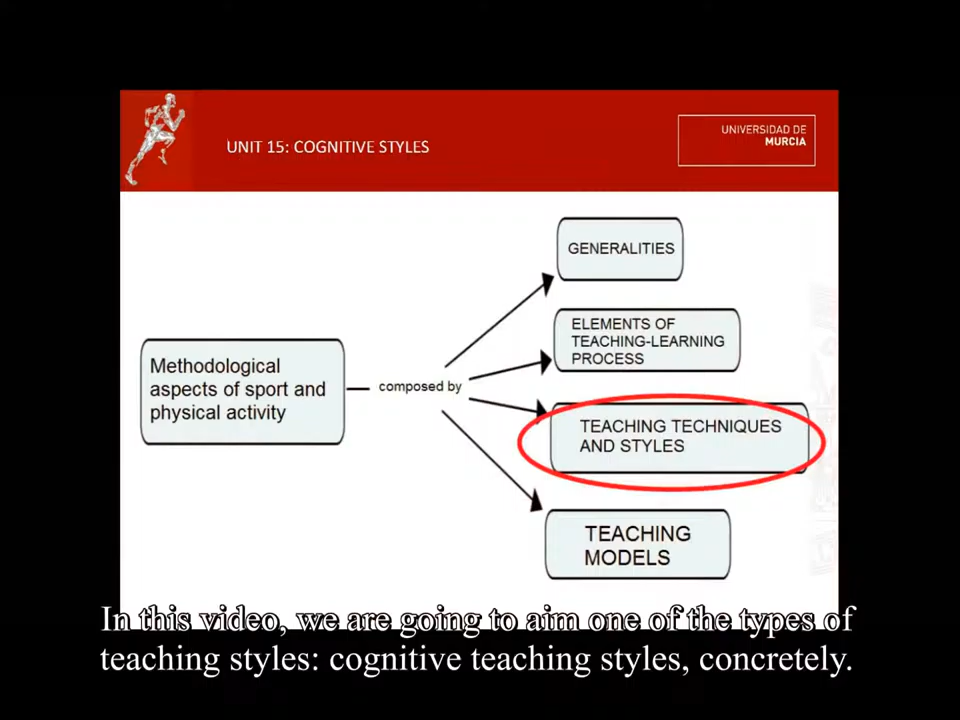 UNIT 15: COGNITIVE STYLES
UNIVERSIDAD DE
MURCIA
GENERALITIES
ELEMENTS OF
TEACHING-LEARNING
PROCESS
Methodological
aspects of sport and
physical activity
composed by
TEACHING TECHNIQUES
AND STYLES
TEACHING
MODELS
In this video, we are going to aim one of the types of
teaching styles: cognitive teaching styles, concretely.